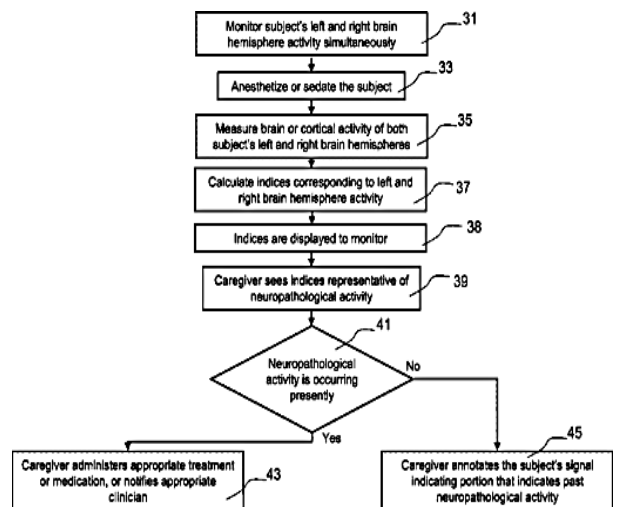 Monitor subject's left and right brain
hemisphere activity simultaneously
31
33
Anesthetize or sedate the subject
Measure brain or cortical activity of both
subject's left and right brain hemispheres
35
Calculate indices corresponding to left and
right brain hemisphere activity
37
Indices are displayed to monitor
38
Caregiver sees indices representative of
neuropathological activity
39
41
Neuropathological
activity is occurring
presently
No
Yes
Caregiver administers appropriate treatment
or medication, or notifies appropriate
clinician
43
45
Caregiver annotates the subject's signal
indicating portion that indicates past
neuropathological activity